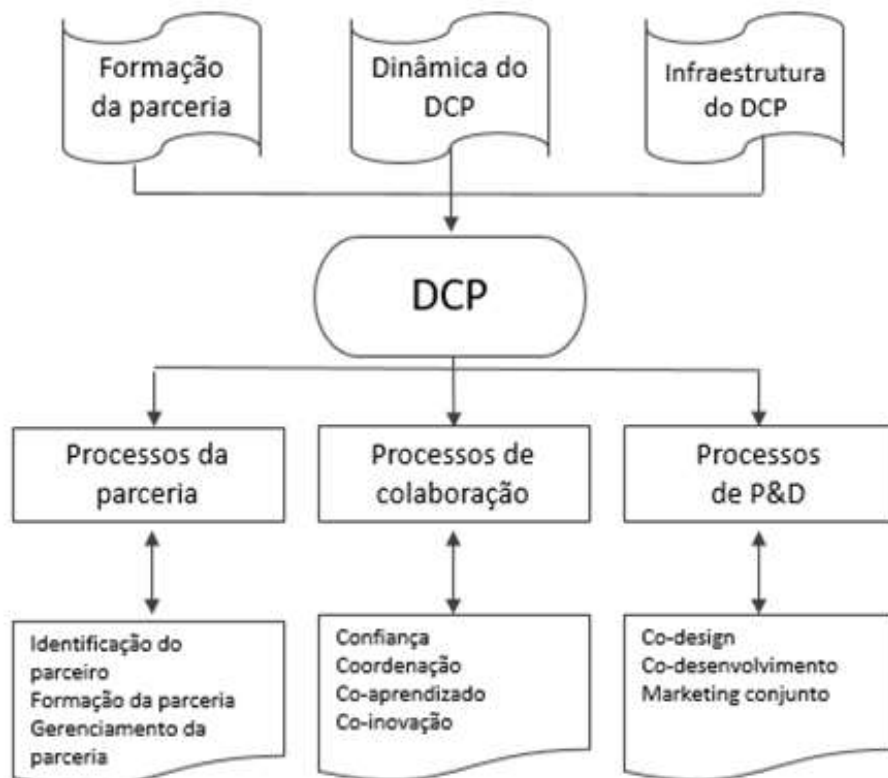 Formação
da parceria
Dinâmica do
DCP
Infraestrutura
do DCP
DCP
Processos da
parceria
Processos de
colaboração
Processos
de P&D
Identificação do
parceiro
Formação da parceria
Gerenciamento da
parceria
Confiança
Coordenação
Co-aprendizado
Co-inovação
Co-design
Co-desenvolvimento
Marketing conjunto